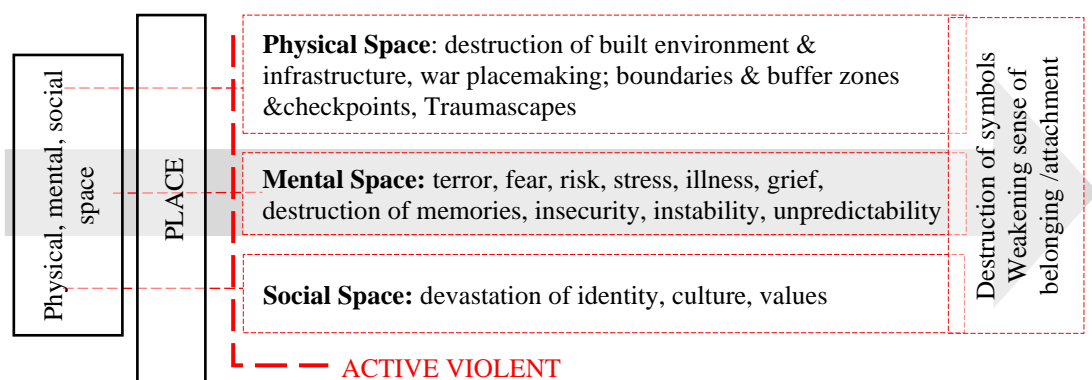 Physical, mental, social
space
PLACE
Physical Space: destruction of built environment &
infrastructure, war placemaking; boundaries & buffer zones
&checkpoints, Traumascapes
Mental Space: terror, fear, risk, stress, illness, grief,
destruction of memories, insecurity, instability, unpredictability
Social Space: devastation of identity, culture, values
ACTIVE VIOLENT
Destruction of symbols
Weakening sense of
belonging /attachment